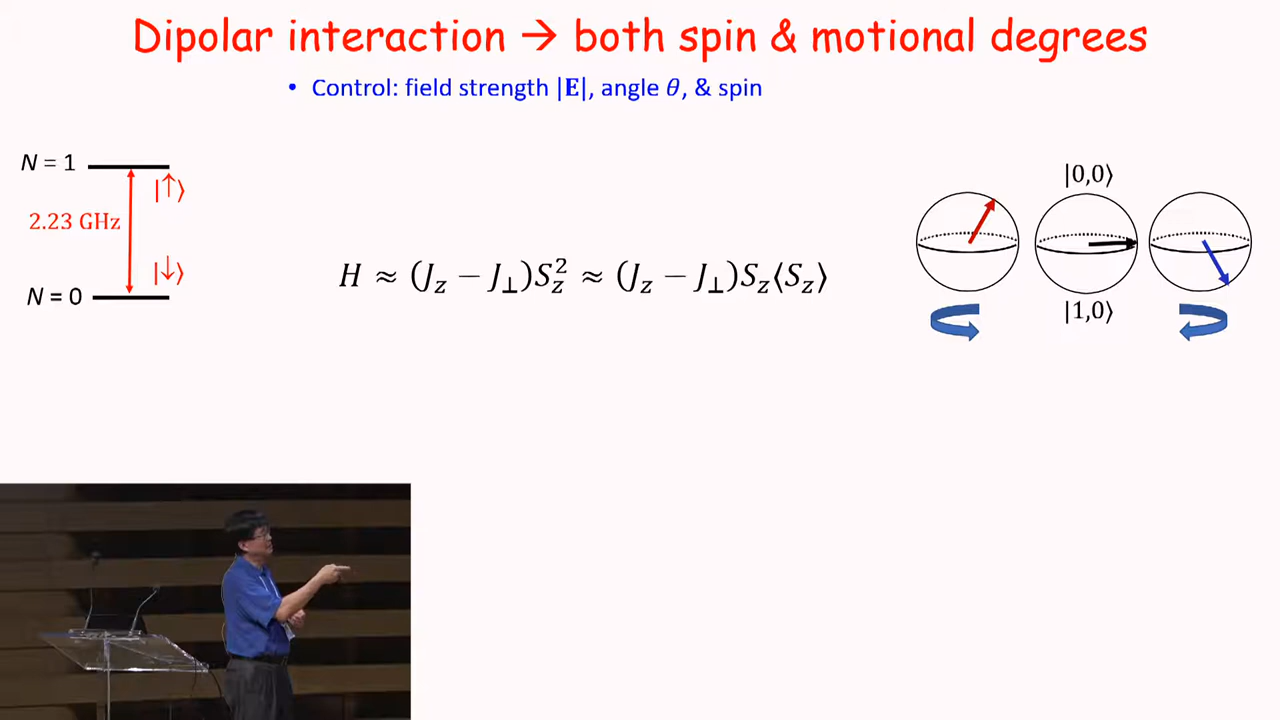 Dipolar interaction → both spin & motional degrees
• Control: field strength |E|, angle θ, & spin
N = 1
|↑⟩
2.23 GHz
|↓⟩
N = 0
H ≈ (J_z − J_⊥)S_z^2 ≈ (J_z − J_⊥)S_z⟨S_z⟩
|0,0⟩
|1,0⟩